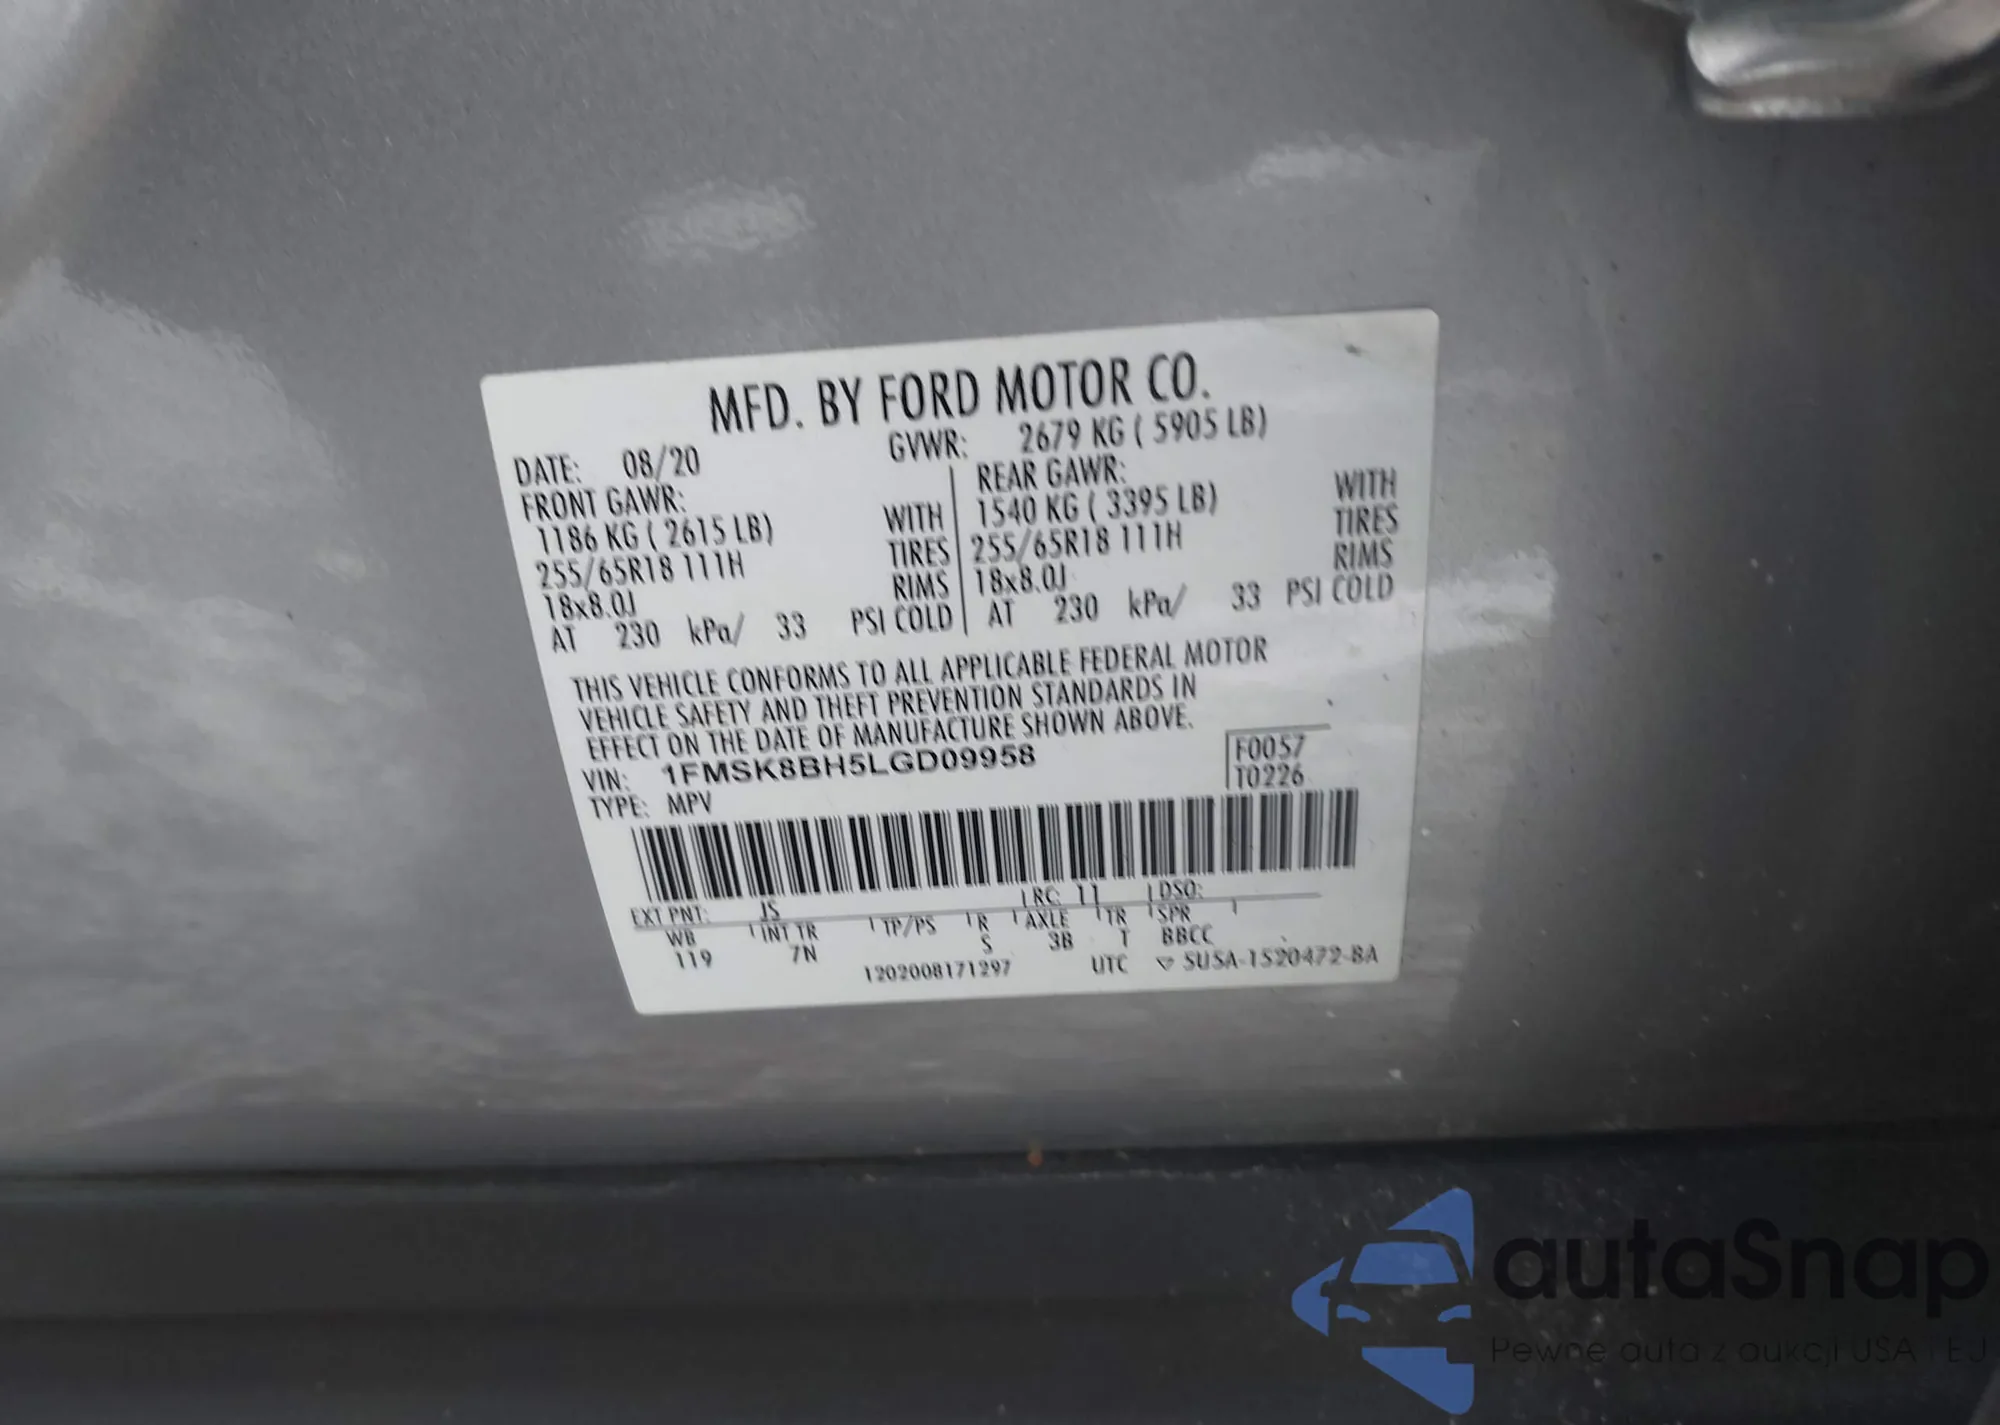 MFD. BY FORD MOTOR CO.
DATE: 08/20 GVWR: 2679 KG ( 5905 LB)
FRONT GAWR: REAR GAWR:
1186 KG ( 2615 LB) WITH 1540 KG ( 3395 LB) WITH
255/65R18 111H TIRES 255/65R18 111H TIRES
18x8.0J RIMS 18x8.0J RIMS
AT 230 kPa/ 33 PSI COLD AT 230 kPa/ 33 PSI COLD
THIS VEHICLE CONFORMS TO ALL APPLICABLE FEDERAL MOTOR
VEHICLE SAFETY AND THEFT PREVENTION STANDARDS IN
EFFECT ON THE DATE OF MANUFACTURE SHOWN ABOVE.
VIN: 1FMSK8BH5LGD09958 F0057
TYPE: MPV T0226
EXT PNT: JS RC: 11 DSO:
WB INT TR TP/PS R AXLE TR SPR
119 7N S 3B T BBCC
1202008171297 UTC ▽ SU5A-1520472-BA
autaSnap
Pewne auta z aukcji USA i EU